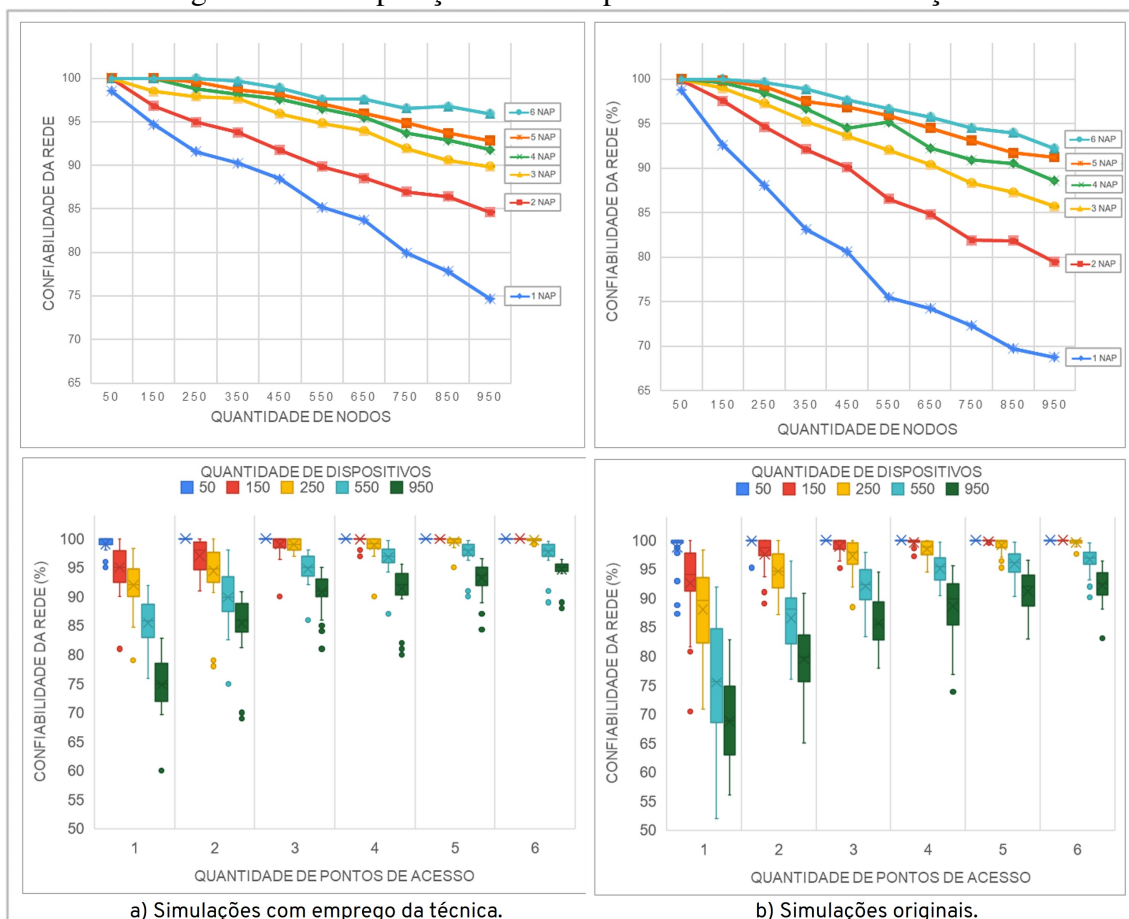 CONFIABILIDADE DA REDE
100
95
90
85
80
75
70
65
50 150 250 350 450 550 650 750 850 950
QUANTIDADE DE NODOS
6 NAP
5 NAP
4 NAP
3 NAP
2 NAP
1 NAP
CONFIABILIDADE DA REDE (%)
100
95
90
85
80
75
70
65
50 150 250 350 450 550 650 750 850 950
QUANTIDADE DE NODOS
6 NAP
5 NAP
4 NAP
3 NAP
2 NAP
1 NAP
QUANTIDADE DE DISPOSITIVOS
50 150 250 550 950
CONFIABILIDADE DA REDE (%)
100
95
90
85
80
75
70
65
60
55
50
1 2 3 4 5 6
QUANTIDADE DE PONTOS DE ACESSO
a) Simulações com emprego da técnica.
QUANTIDADE DE DISPOSITIVOS
50 150 250 550 950
CONFIABILIDADE DA REDE (%)
100
95
90
85
80
75
70
65
60
55
50
1 2 3 4 5 6
QUANTIDADE DE PONTOS DE ACESSO
b) Simulações originais.